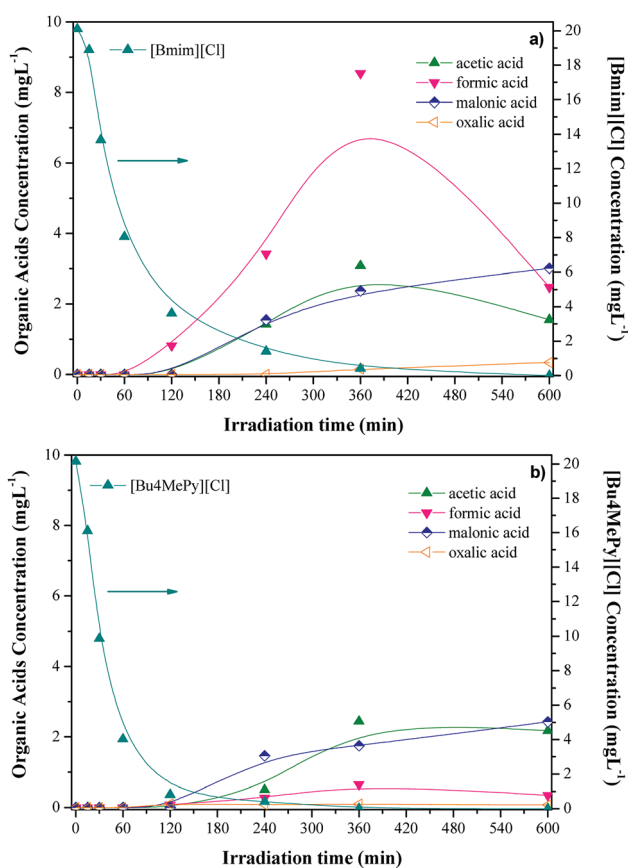 a)
[Bmim][Cl]
acetic acid
formic acid
malonic acid
oxalic acid
Organic Acids Concentration (mgL⁻¹)
10
8
6
4
2
0
[Bmim][Cl] Concentration (mgL⁻¹)
20
18
16
14
12
10
8
6
4
2
0
0 60 120 180 240 300 360 420 480 540 600
Irradiation time (min)
b)
[Bu4MePy][Cl]
acetic acid
formic acid
malonic acid
oxalic acid
Organic Acids Concentration (mgL⁻¹)
10
8
6
4
2
0
[Bu4MePy][Cl] Concentration (mgL⁻¹)
20
18
16
14
12
10
8
6
4
2
0
0 60 120 180 240 300 360 420 480 540 600
Irradiation time (min)